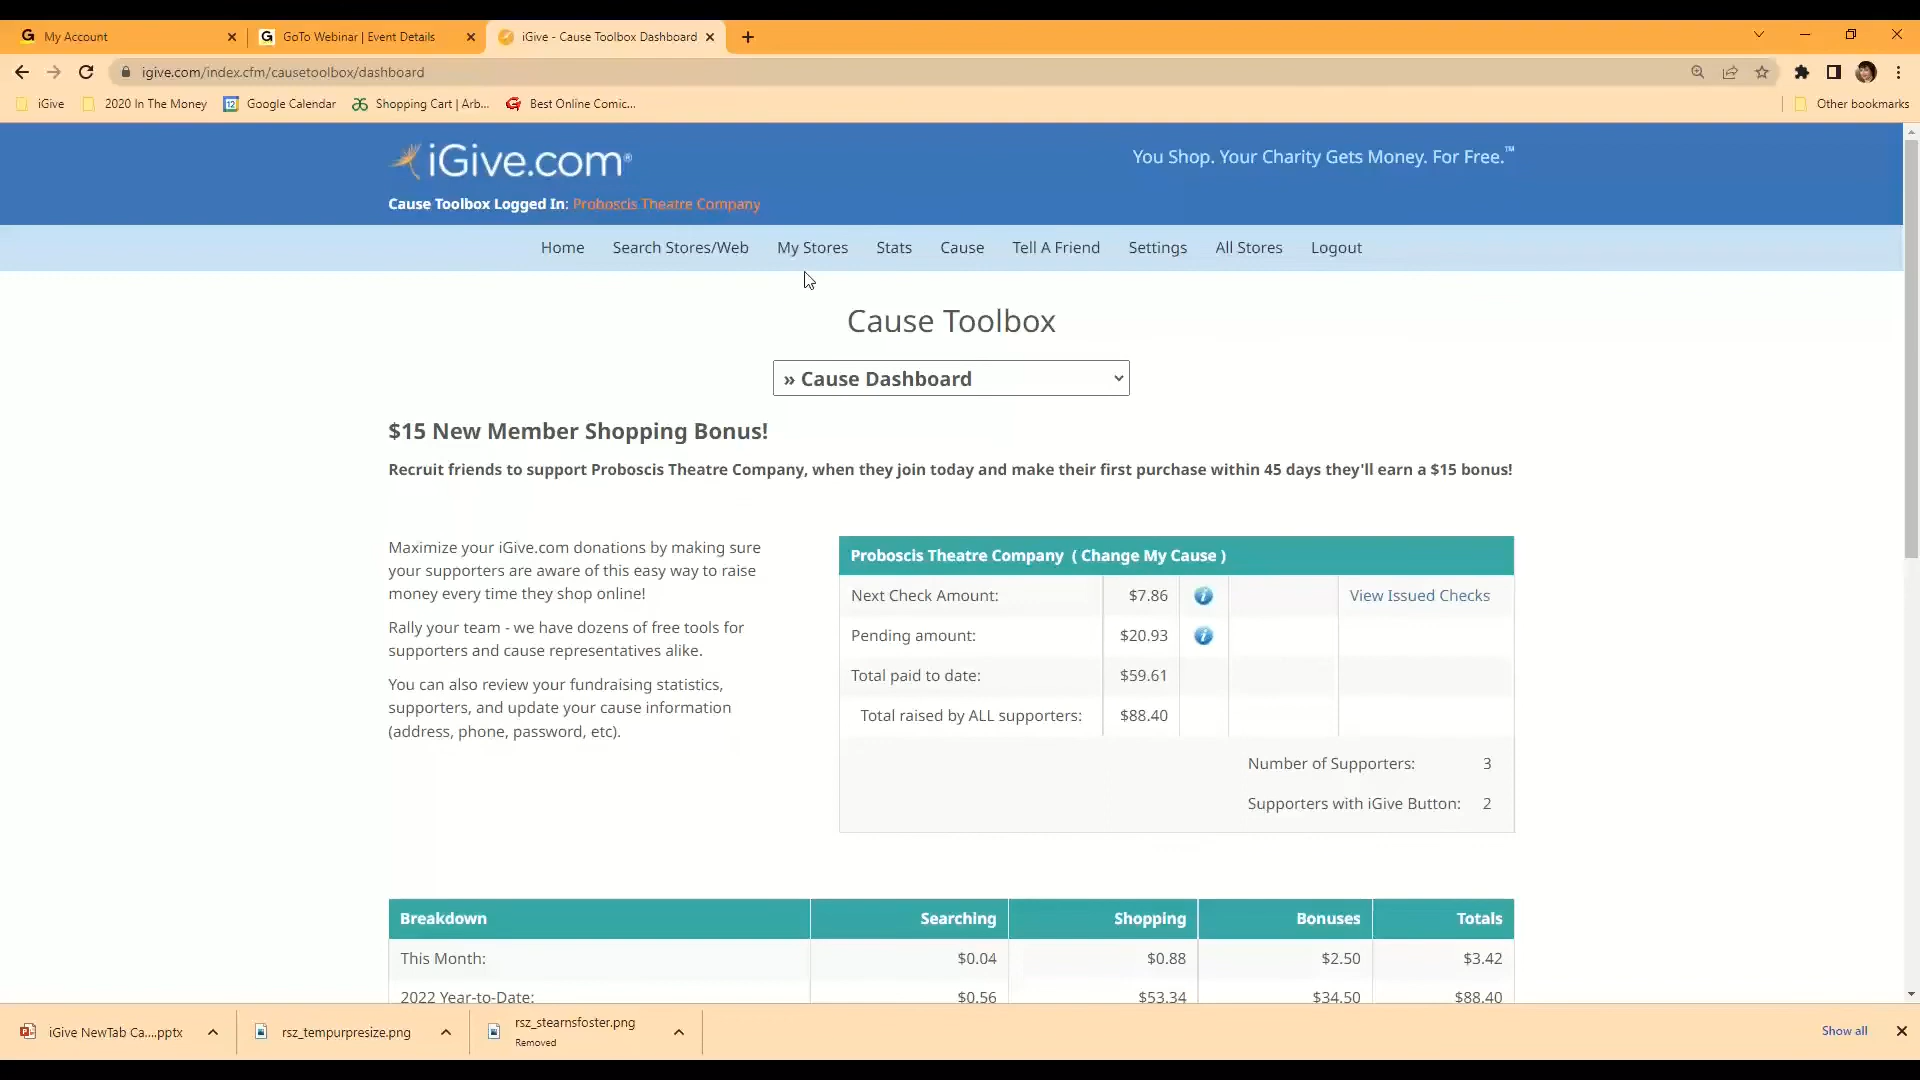 My Account
GoTo Webinar | Event Details
iGive - Cause Toolbox Dashboard
igive.com/index.cfm/causetoolbox/dashboard
iGive
2020 In The Money
12
Google Calendar
Shopping Cart | Arb...
Best Online Comic...
Other bookmarks
iGive.com®
You Shop. Your Charity Gets Money. For Free.™
Cause Toolbox Logged In: Proboscis Theatre Company
Home Search Stores/Web My Stores Stats Cause Tell A Friend Settings All Stores Logout
Cause Toolbox
» Cause Dashboard
$15 New Member Shopping Bonus!
Recruit friends to support Proboscis Theatre Company, when they join today and make their first purchase within 45 days they'll earn a $15 bonus!
Maximize your iGive.com donations by making sure
your supporters are aware of this easy way to raise
money every time they shop online!
Rally your team - we have dozens of free tools for
supporters and cause representatives alike.
You can also review your fundraising statistics,
supporters, and update your cause information
(address, phone, password, etc).
Proboscis Theatre Company ( Change My Cause )
Next Check Amount: $7.86 i View Issued Checks
Pending amount: $20.93 i
Total paid to date: $59.61
Total raised by ALL supporters: $88.40
Number of Supporters: 3
Supporters with iGive Button: 2
Breakdown Searching Shopping Bonuses Totals
This Month: $0.04 $0.88 $2.50 $3.42
2022 Year-to-Date: $0.56 $53.34 $34.50 $88.40
iGive NewTab Ca....pptx
rsz_tempurpresize.png
rsz_stearnsfoster.png
Removed
Show all